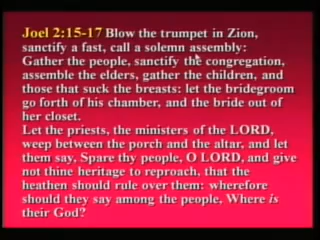 Joel 2:15-17 Blow the trumpet in Zion,
sanctify a fast, call a solemn assembly:
Gather the people, sanctify the congregation,
assemble the elders, gather the children, and
those that suck the breasts: let the bridegroom
go forth of his chamber, and the bride out of
her closet.
Let the priests, the ministers of the LORD,
weep between the porch and the altar, and let
them say, Spare thy people, O LORD, and give
not thine heritage to reproach, that the
heathen should rule over them: wherefore
should they say among the people, Where is
their God?